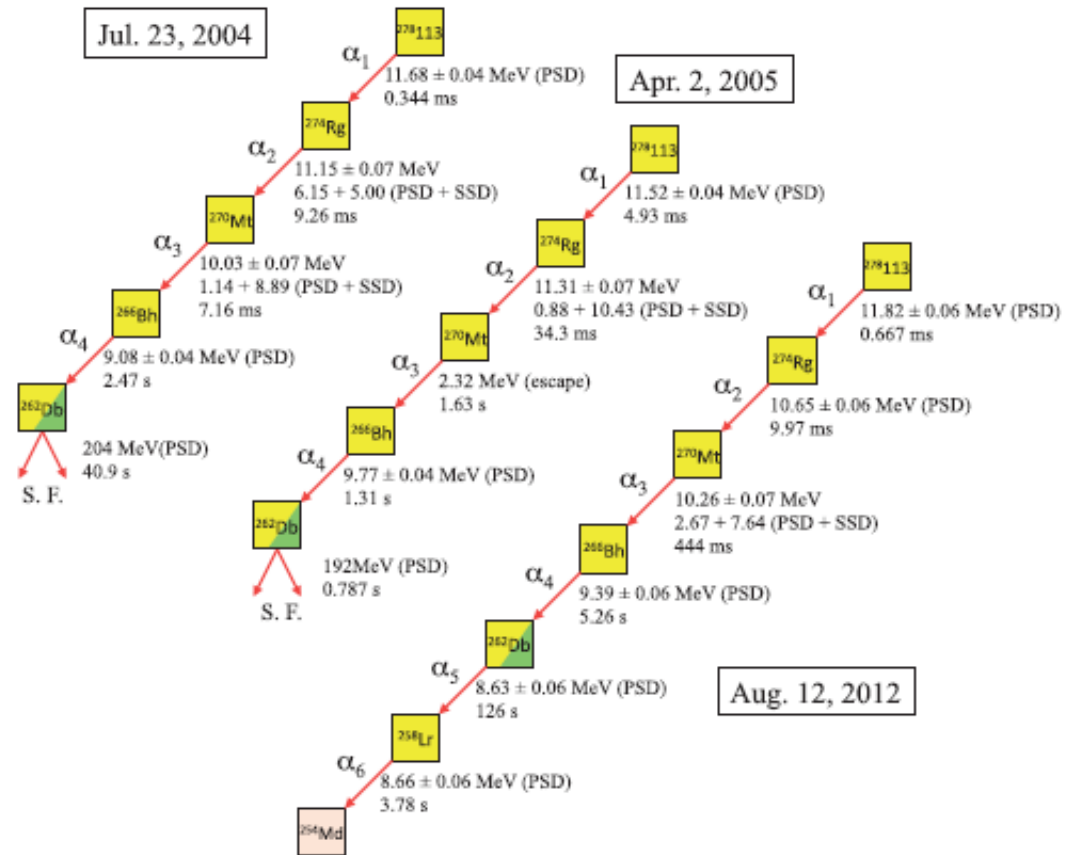 Jul. 23, 2004
²⁷⁸113
α₁
11.68 ± 0.04 MeV (PSD)
0.344 ms
²⁷⁴Rg
α₂
11.15 ± 0.07 MeV
6.15 + 5.00 (PSD + SSD)
9.26 ms
²⁷⁰Mt
α₃
10.03 ± 0.07 MeV
1.14 + 8.89 (PSD + SSD)
7.16 ms
²⁶⁶Bh
α₄
9.08 ± 0.04 MeV (PSD)
2.47 s
²⁶²Db
204 MeV(PSD)
40.9 s
S. F.
Apr. 2, 2005
²⁷⁸113
α₁
11.52 ± 0.04 MeV (PSD)
4.93 ms
²⁷⁴Rg
α₂
11.31 ± 0.07 MeV
0.88 + 10.43 (PSD + SSD)
34.3 ms
²⁷⁰Mt
α₃
2.32 MeV (escape)
1.63 s
²⁶⁶Bh
α₄
9.77 ± 0.04 MeV (PSD)
1.31 s
²⁶²Db
192MeV (PSD)
0.787 s
S. F.
²⁷⁸113
α₁
11.82 ± 0.06 MeV (PSD)
0.667 ms
²⁷⁴Rg
α₂
10.65 ± 0.06 MeV (PSD)
9.97 ms
²⁷⁰Mt
α₃
10.26 ± 0.07 MeV
2.67 + 7.64 (PSD + SSD)
444 ms
²⁶⁶Bh
α₄
9.39 ± 0.06 MeV (PSD)
5.26 s
²⁶²Db
α₅
8.63 ± 0.06 MeV (PSD)
126 s
Aug. 12, 2012
²⁵⁸Lr
α₆
8.66 ± 0.06 MeV (PSD)
3.78 s
²⁵⁴Md